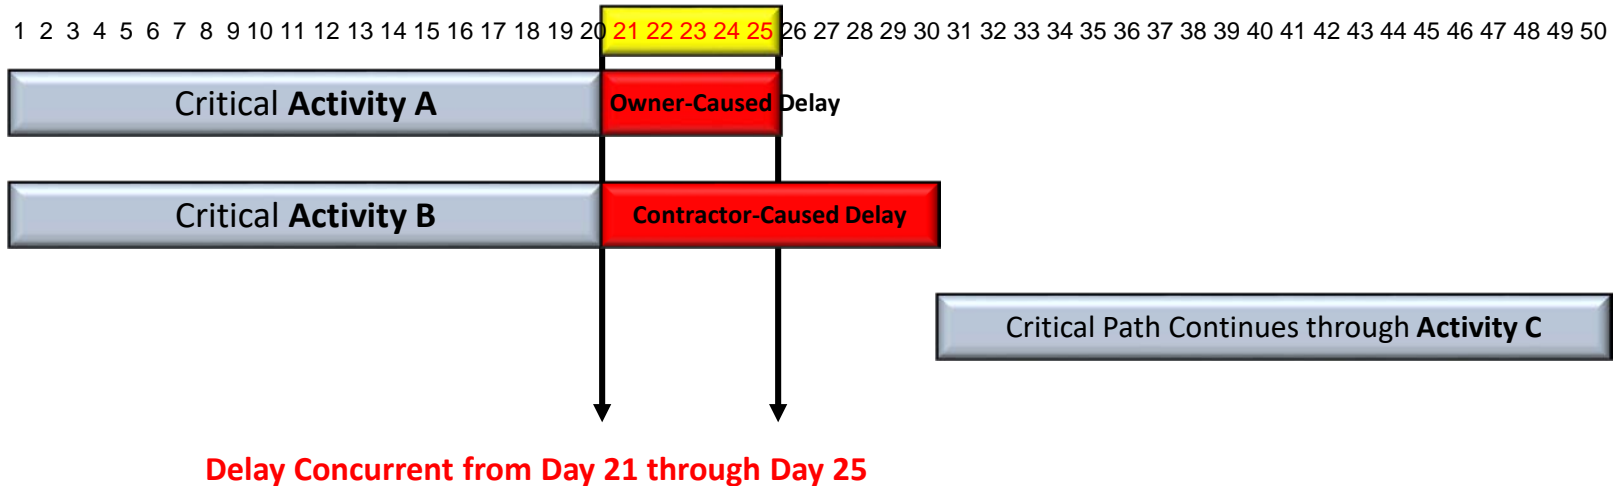 1 2 3 4 5 6 7 8 9 10 11 12 13 14 15 16 17 18 19 20 21 22 23 24 25 26 27 28 29 30 31 32 33 34 35 36 37 38 39 40 41 42 43 44 45 46 47 48 49 50
Critical Activity A
Owner-Caused Delay
Critical Activity B
Contractor-Caused Delay
Critical Path Continues through Activity C
Delay Concurrent from Day 21 through Day 25